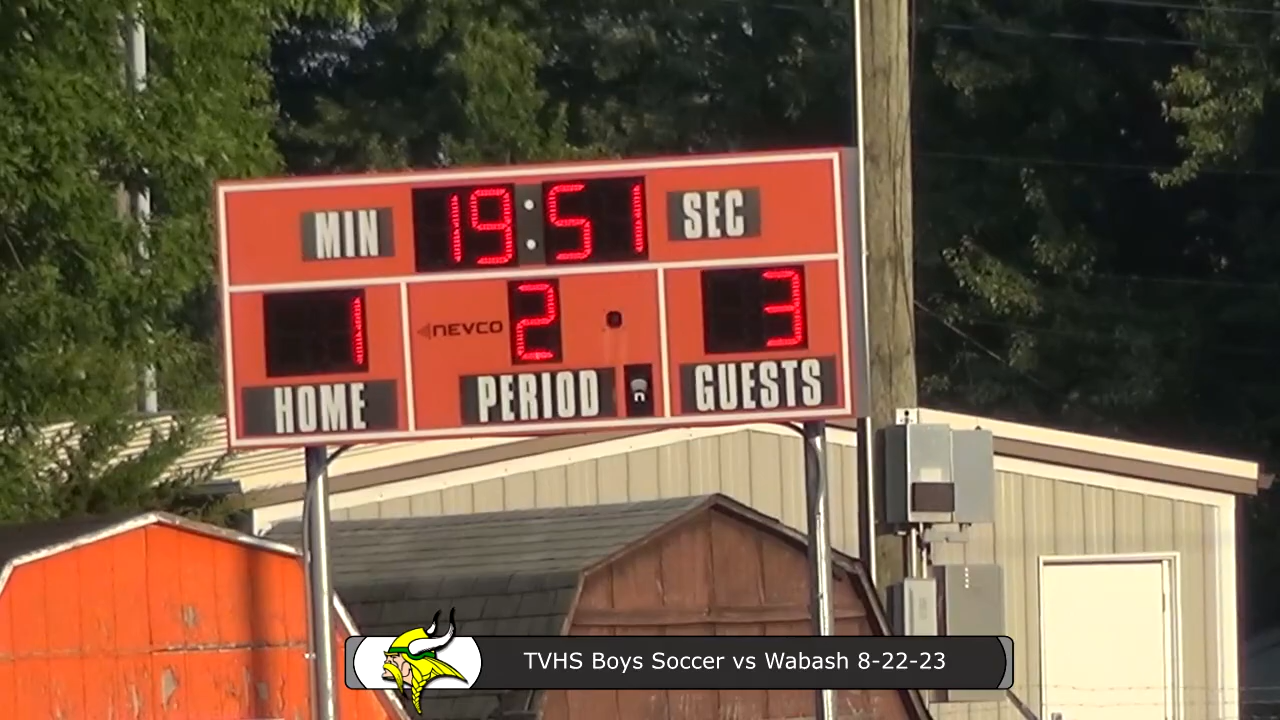 MIN 19:51 SEC
1 NEVCO 2 3
HOME PERIOD GUESTS
TVHS Boys Soccer vs Wabash 8-22-23